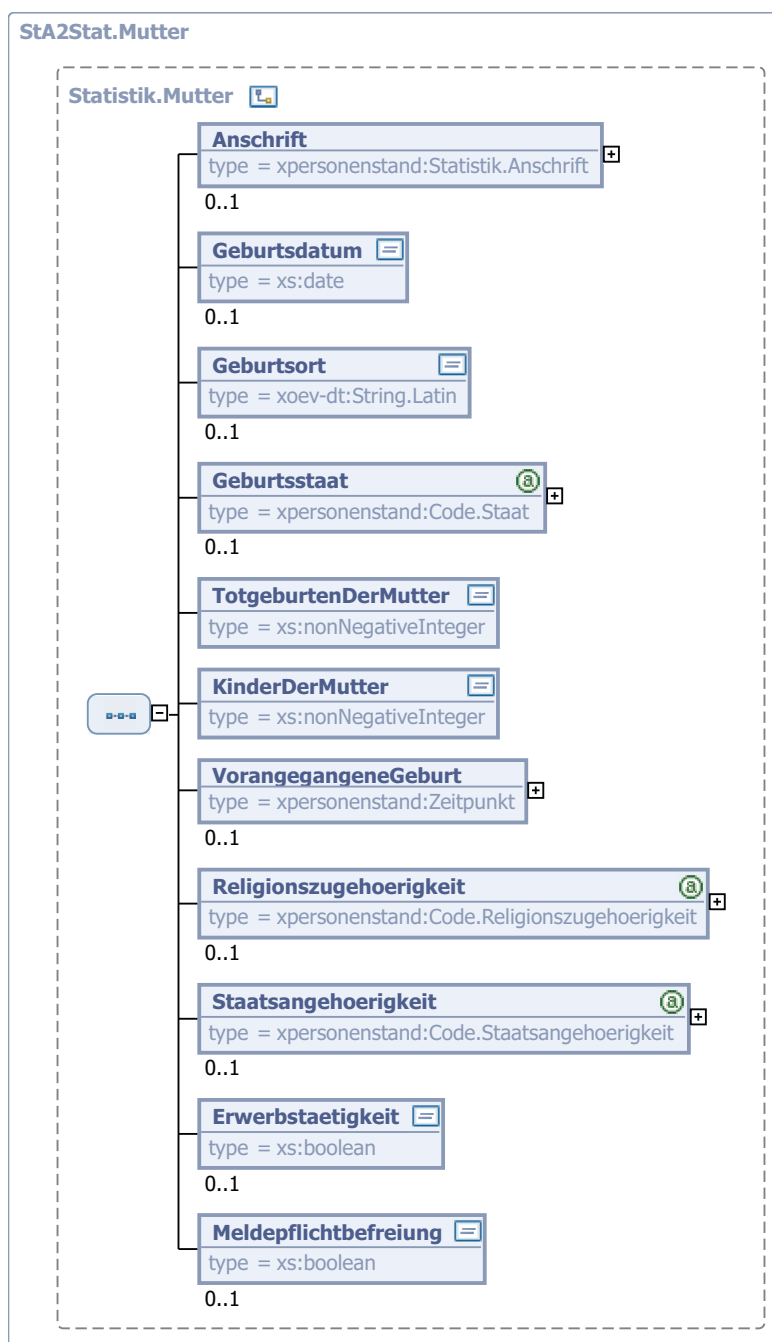 StA2Stat.Mutter
Statistik.Mutter
Anschrift
type = xpersonenstand:Statistik.Anschrift
0..1
Geburtsdatum
type = xs:date
0..1
Geburtsort
type = xoev-dt:String.Latin
0..1
Geburtsstaat
type = xpersonenstand:Code.Staat
0..1
TotgeburtenDerMutter
type = xs:nonNegativeInteger
KinderDerMutter
type = xs:nonNegativeInteger
VorangegangeneGeburt
type = xpersonenstand:Zeitpunkt
0..1
Religionszugehoerigkeit
type = xpersonenstand:Code.Religionszugehoerigkeit
0..1
Staatsangehoerigkeit
type = xpersonenstand:Code.Staatsangehoerigkeit
0..1
Erwerbstaetigkeit
type = xs:boolean
0..1
Meldepflichtbefreiung
type = xs:boolean
0..1